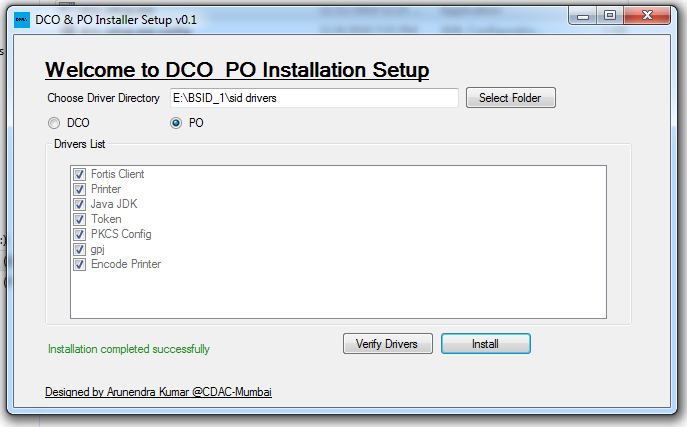 DCO & PO Installer Setup v0.1
Welcome to DCO PO Installation Setup
Choose Driver Directory E:\BSID_1\sid drivers Select Folder
DCO PO
Drivers List
Fortis Client
Printer
Java JDK
Token
PKCS Config
gpj
Encode Printer
Installation completed successfully Verify Drivers Install
Designed by Arunendra Kumar @CDAC-Mumbai